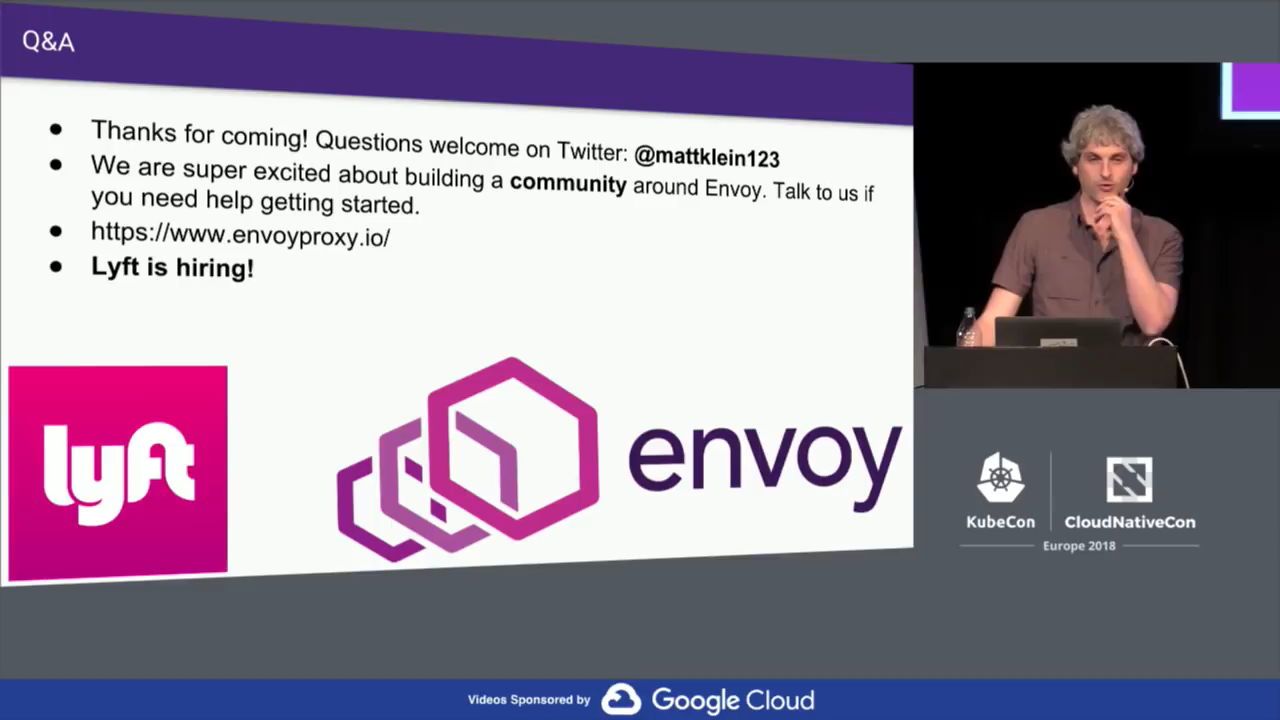 Q&A
Thanks for coming! Questions welcome on Twitter: @mattklein123
We are super excited about building a community around Envoy. Talk to us if
you need help getting started.
https://www.envoyproxy.io/
Lyft is hiring!
lyft
envoy
KubeCon
CloudNativeCon
Europe 2018
Videos Sponsored by Google Cloud